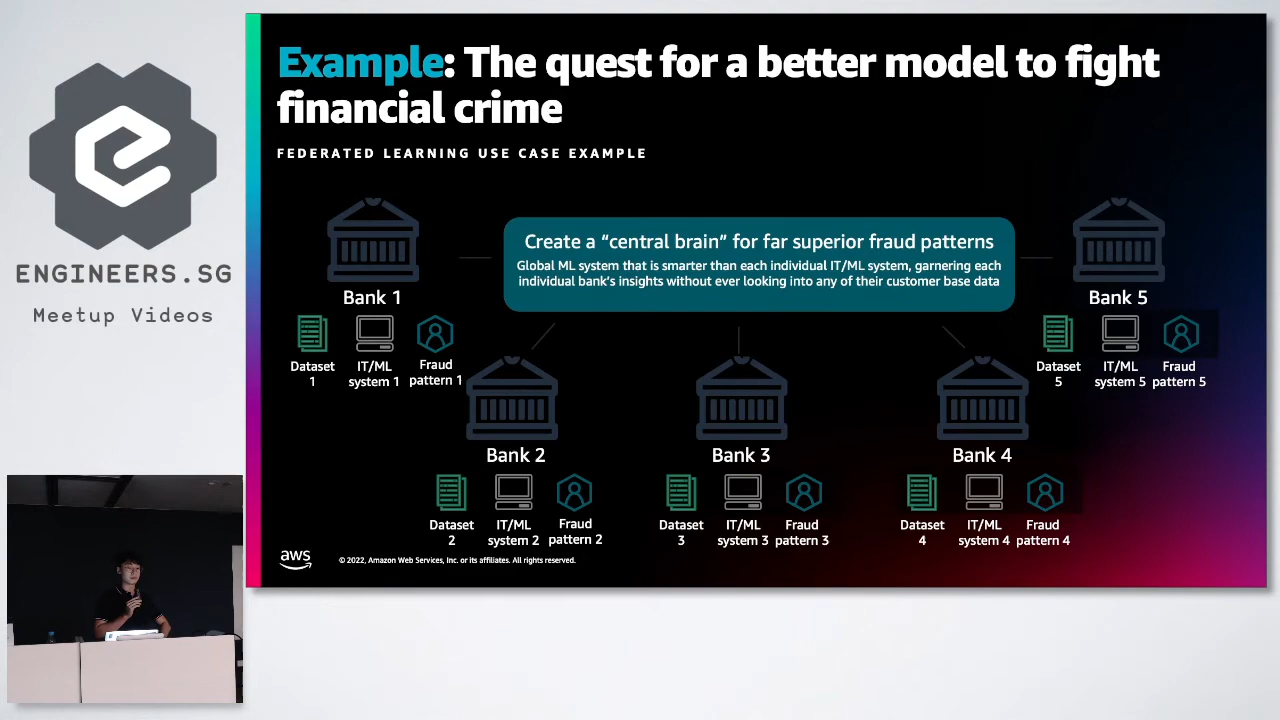 ENGINEERS.SG
Meetup Videos
Example: The quest for a better model to fight
financial crime
FEDERATED LEARNING USE CASE EXAMPLE
Create a “central brain” for far superior fraud patterns
Global ML system that is smarter than each individual IT/ML system, garnering each
individual bank’s insights without ever looking into any of their customer base data
Bank 1
Dataset
1
IT/ML
system 1
Fraud
pattern 1
Bank 2
Dataset
2
IT/ML
system 2
Fraud
pattern 2
Bank 3
Dataset
3
IT/ML
system 3
Fraud
pattern 3
Bank 4
Dataset
4
IT/ML
system 4
Fraud
pattern 4
Bank 5
Dataset
5
IT/ML
system 5
Fraud
pattern 5
aws
© 2022, Amazon Web Services, Inc. or its affiliates. All rights reserved.